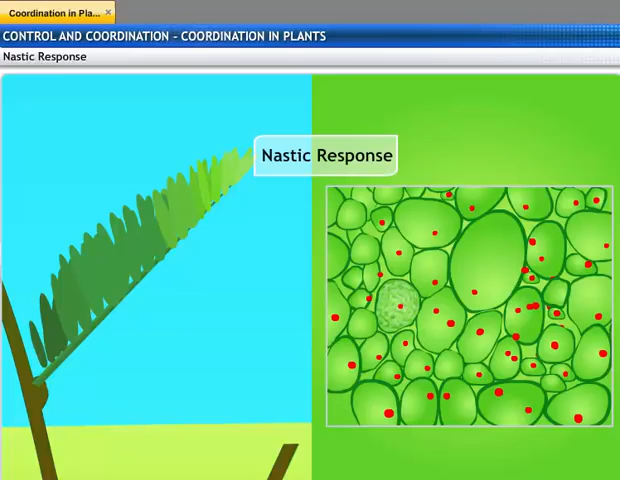 Coordination in Pla...
CONTROL AND COORDINATION - COORDINATION IN PLANTS
Nastic Response
Nastic Response